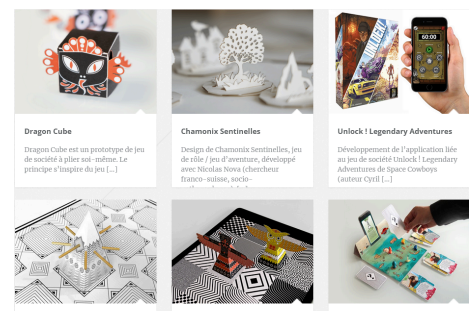 UNLOCK!
60:00
Dragon Cube
Dragon Cube est un prototype de jeu
de société à plier soi-même. Le
principe s'inspire du jeu [...]
Chamonix Sentinelles
Design de Chamonix Sentinelles, jeu
de rôle / jeu d'aventure, développé
avec Nicolas Nova (chercheur
franco-suisse, socio-
Unlock ! Legendary Adventures
Développement de l'application liée
au jeu de société Unlock ! Legendary
Adventures de Space Cowboys
(auteur Cyril [...]